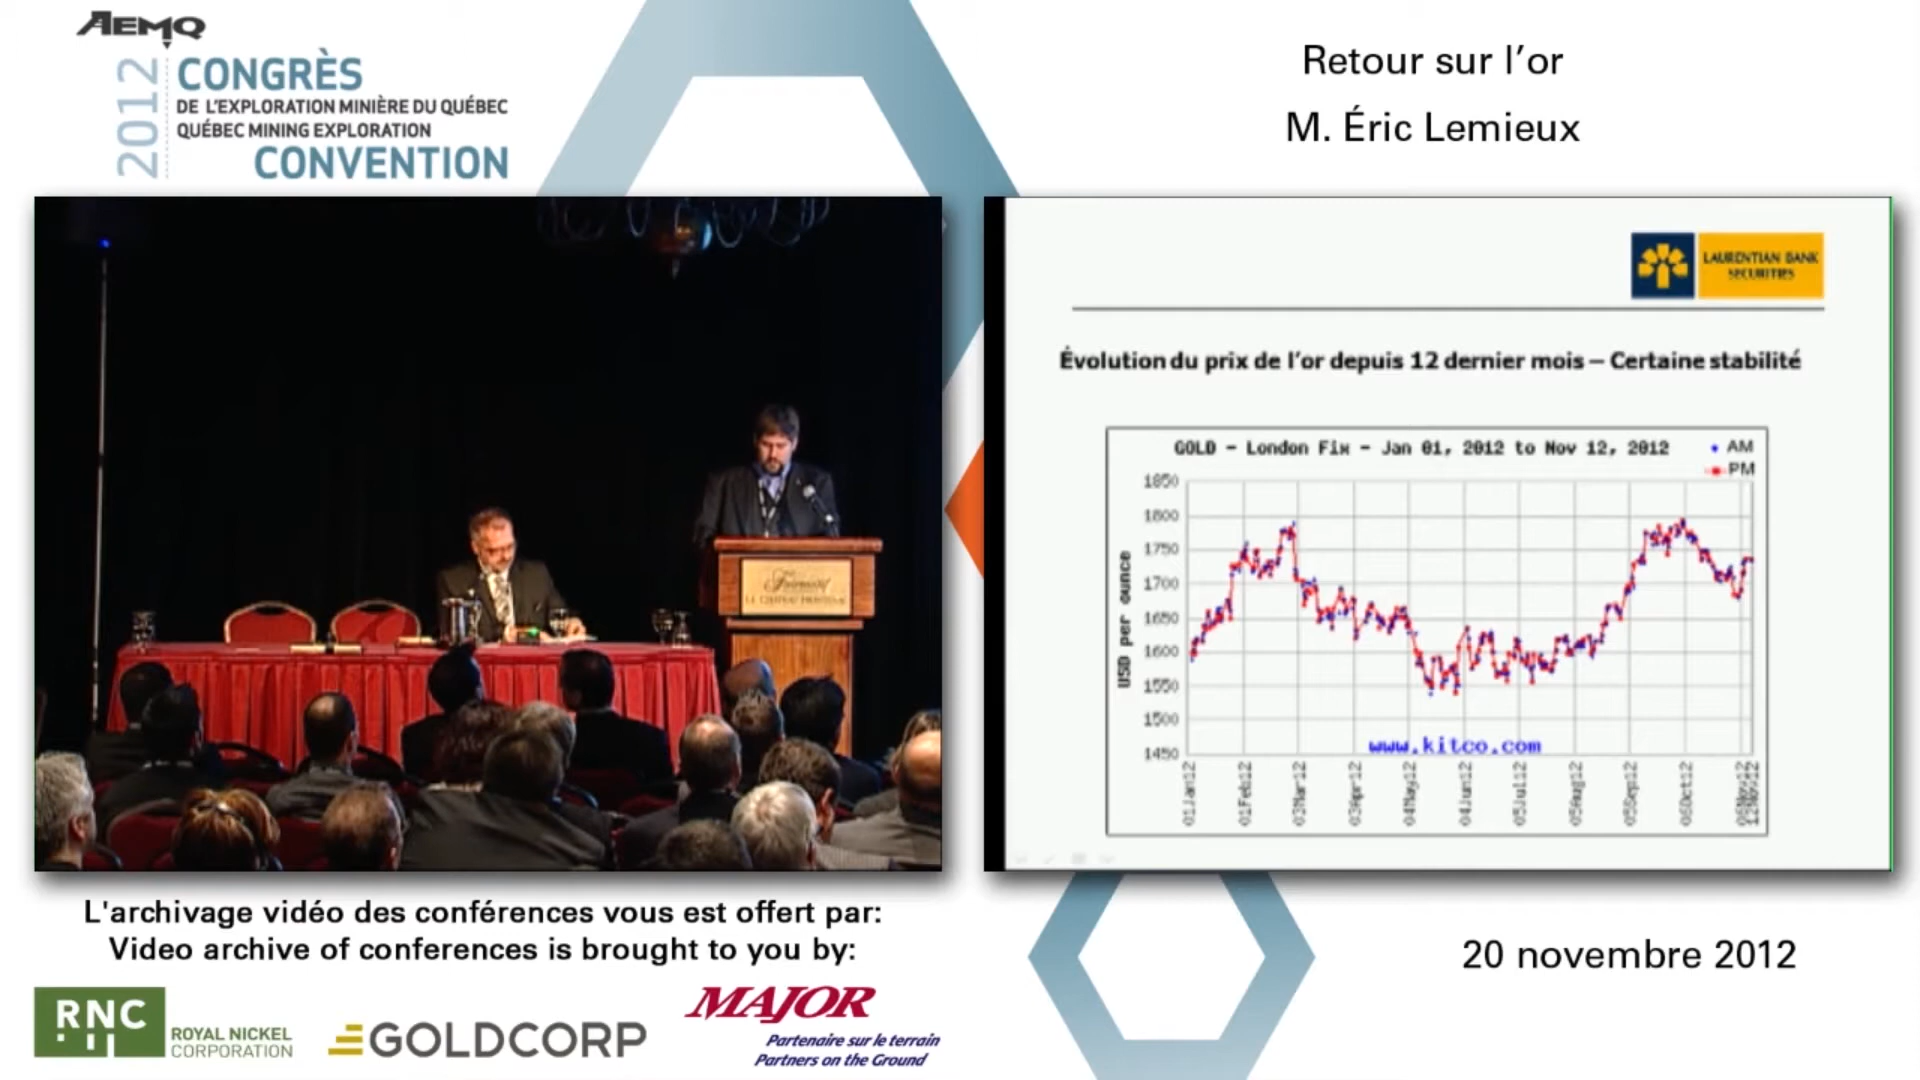 AEMQ
2012
CONGRÈS
DE L'EXPLORATION MINIÈRE DU QUÉBEC
QUÉBEC MINING EXPLORATION
CONVENTION
Retour sur l'or
M. Éric Lemieux
LAURENTIAN BANK
SECURITIES
Évolution du prix de l'or depuis 12 dernier mois – Certaine stabilité
GOLD - London Fix - Jan 01, 2012 to Nov 12, 2012
AM
PM
USD per ounce
1850
1800
1750
1700
1650
1600
1550
1500
1450
www.kitco.com
01Jan12
01Feb12
03Mar12
03Apr12
04May12
04Jun12
05Jul12
05Aug12
05Sep12
06Oct12
12Nov12
Fairmont
LE CHATEAU FRONTENAC
L'archivage vidéo des conférences vous est offert par:
Video archive of conferences is brought to you by:
RNC
ROYAL NICKEL
CORPORATION
GOLDCORP
MAJOR
Partenaire sur le terrain
Partners on the Ground
20 novembre 2012